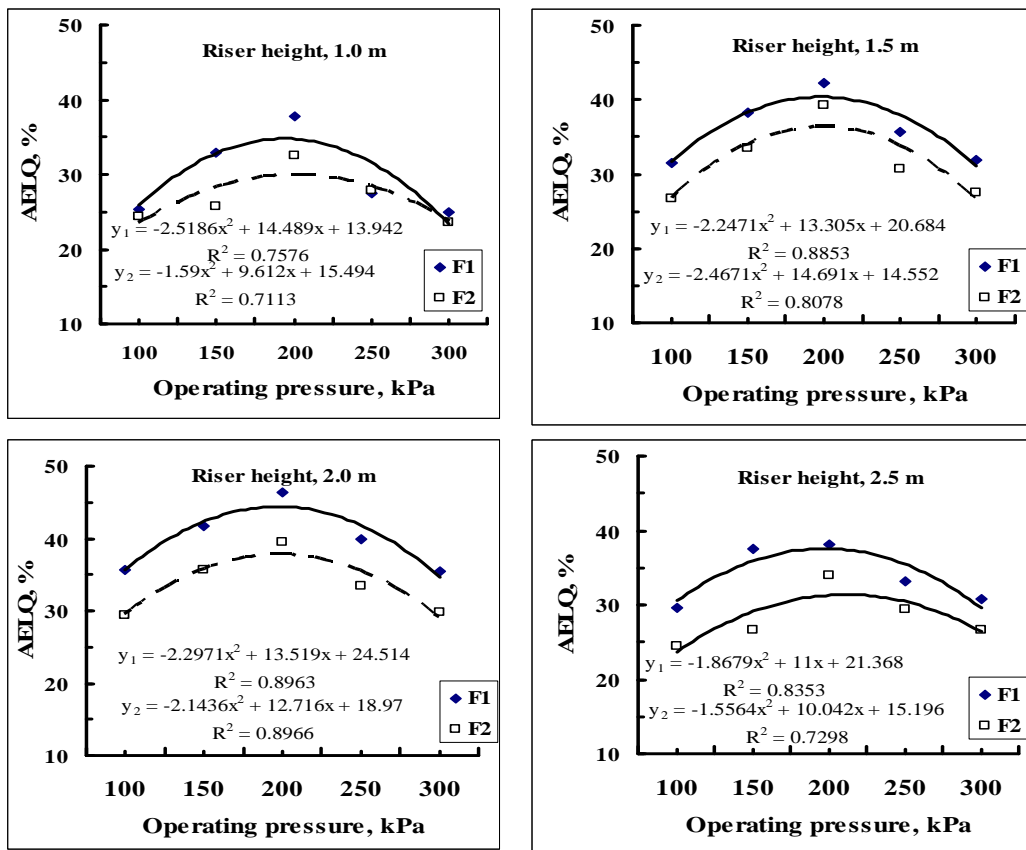 Riser height, 1.0 m
50
40
30
20
10
AELQ, %
y₁ = -2.5186x² + 14.489x + 13.942
R² = 0.7576
y₂ = -1.59x² + 9.612x + 15.494
R² = 0.7113
F1
F2
100 150 200 250 300
Operating pressure, kPa
Riser height, 1.5 m
50
40
30
20
10
AELQ, %
y₁ = -2.2471x² + 13.305x + 20.684
R² = 0.8853
y₂ = -2.4671x² + 14.691x + 14.552
R² = 0.8078
F1
F2
100 150 200 250 300
Operating pressure, kPa
Riser height, 2.0 m
50
40
30
20
10
AELQ, %
y₁ = -2.2971x² + 13.519x + 24.514
R² = 0.8963
y₂ = -2.1436x² + 12.716x + 18.97
R² = 0.8966
F1
F2
100 150 200 250 300
Operating pressure, kPa
Riser height, 2.5 m
50
40
30
20
10
AELQ, %
y₁ = -1.8679x² + 11x + 21.368
R² = 0.8353
y₂ = -1.5564x² + 10.042x + 15.196
R² = 0.7298
F1
F2
100 150 200 250 300
Operating pressure, kPa